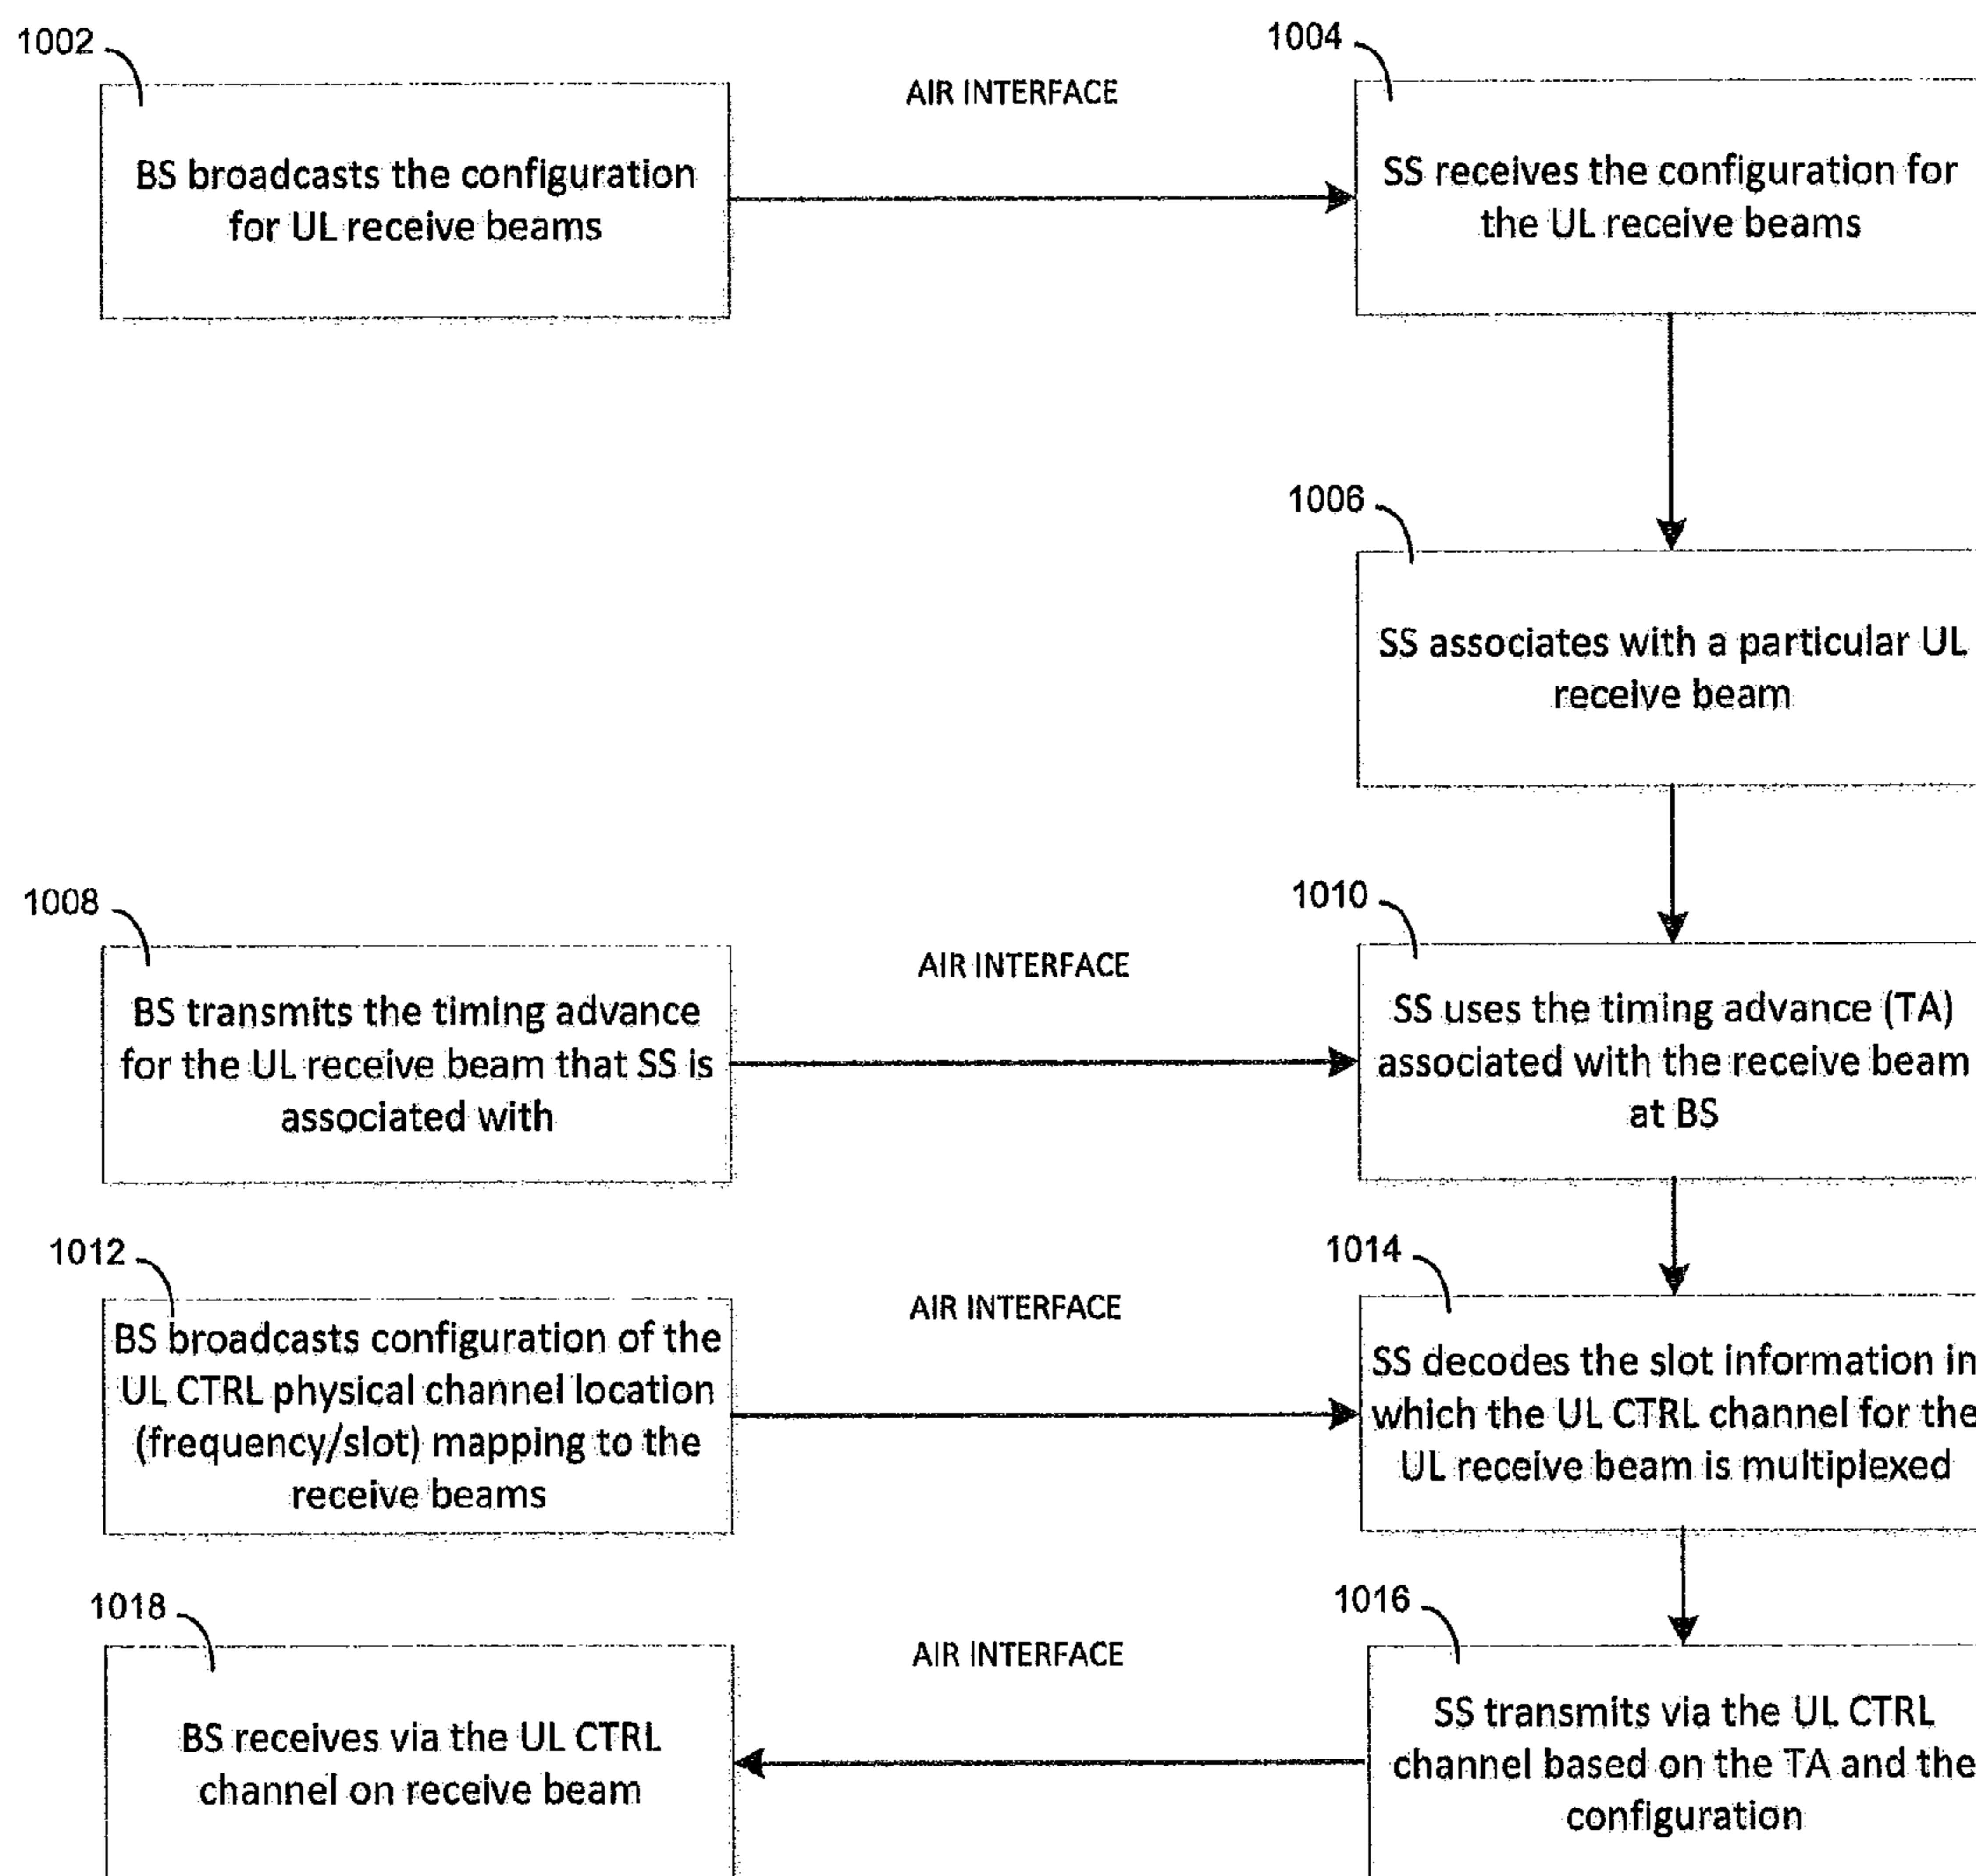 1002
BS broadcasts the configuration
for UL receive beams
AIR INTERFACE
1004
SS receives the configuration for
the UL receive beams
1006
SS associates with a particular UL
receive beam
1008
BS transmits the timing advance
for the UL receive beam that SS is
associated with
AIR INTERFACE
1010
SS uses the timing advance (TA)
associated with the receive beam
at BS
1012
BS broadcasts configuration of the
UL CTRL physical channel location
(frequency/slot) mapping to the
receive beams
AIR INTERFACE
1014
SS decodes the slot information in
which the UL CTRL channel for the
UL receive beam is multiplexed
1018
BS receives via the UL CTRL
channel on receive beam
AIR INTERFACE
1016
SS transmits via the UL CTRL
channel based on the TA and the
configuration